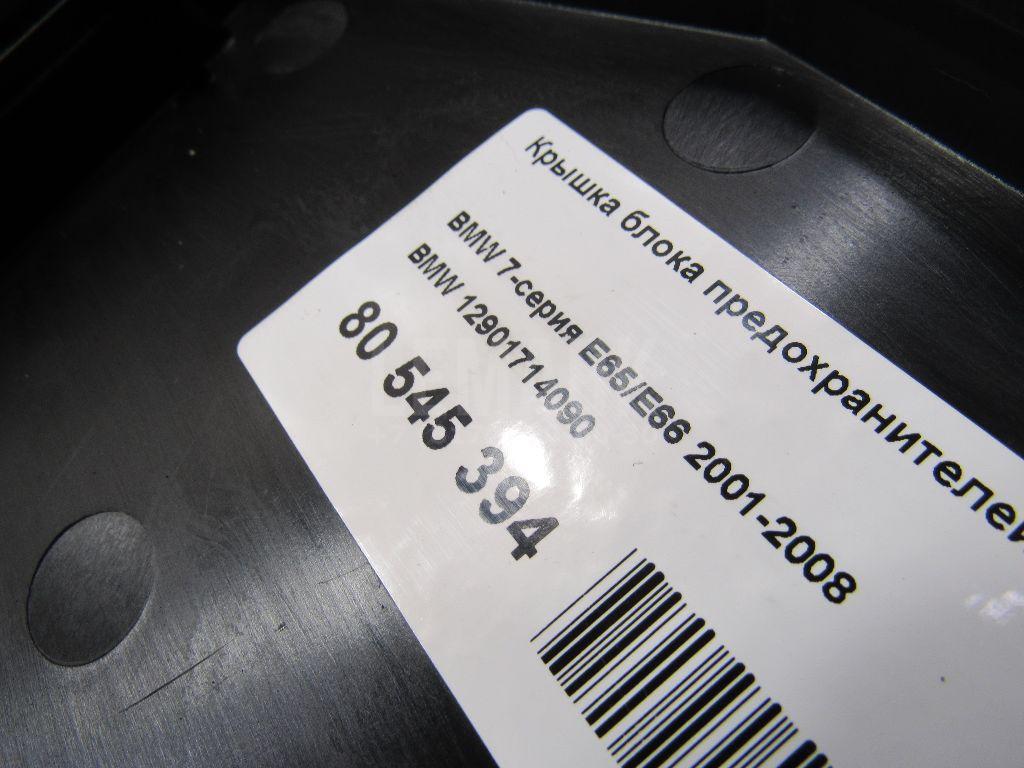 Крышка блока предохранителей
BMW 7-серия E65/E66 2001-2008
BMW 12901714090
80 545 394